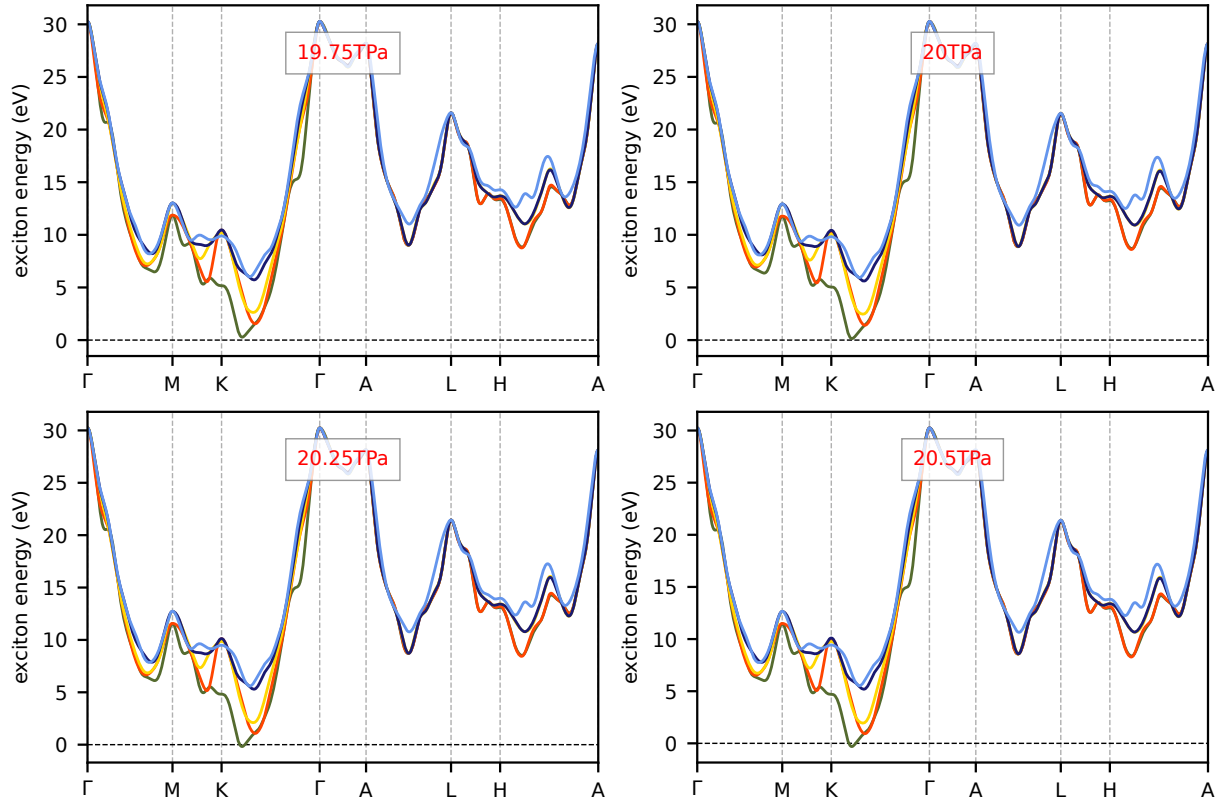 30
25
20
15
10
5
0
exciton energy (eV)
19.75TPa
Γ M K Γ A L H A
30
25
20
15
10
5
0
exciton energy (eV)
20TPa
Γ M K Γ A L H A
30
25
20
15
10
5
0
exciton energy (eV)
20.25TPa
Γ M K Γ A L H A
30
25
20
15
10
5
0
exciton energy (eV)
20.5TPa
Γ M K Γ A L H A